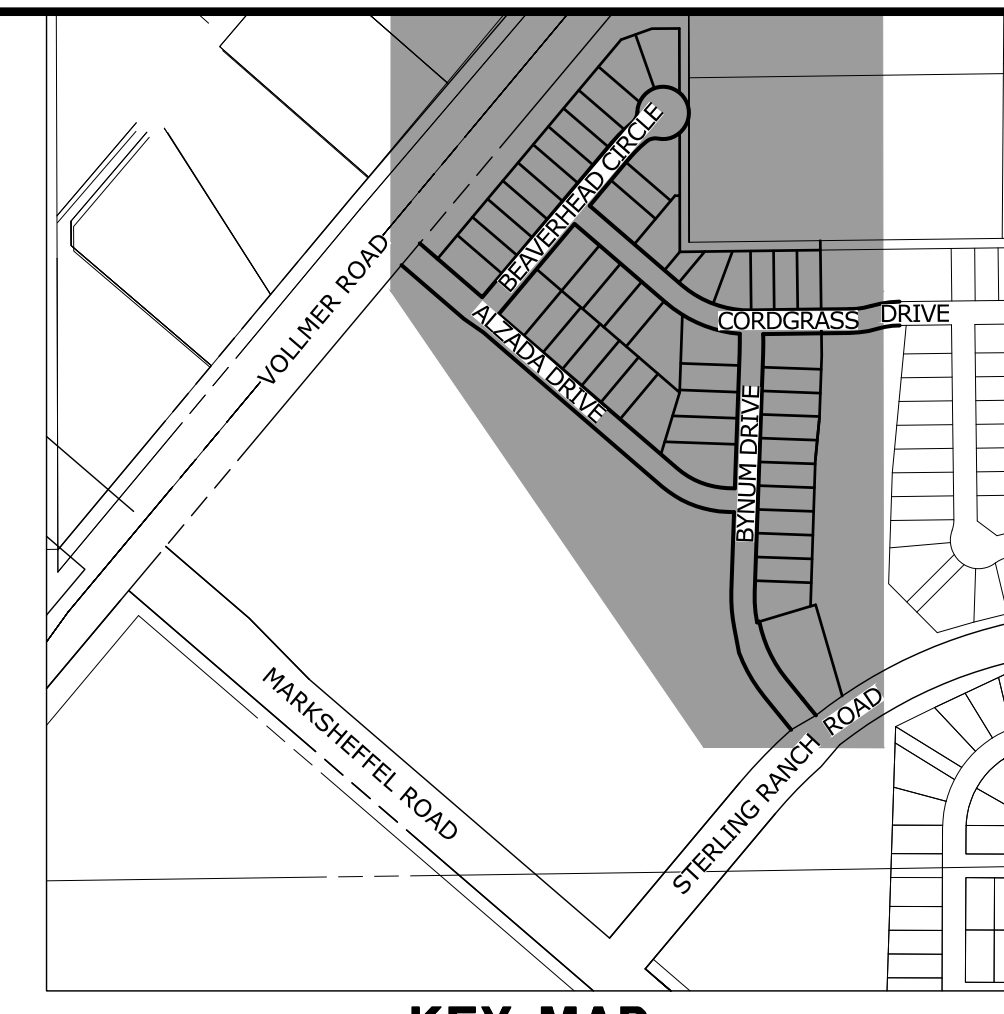 BEAVERHEAD CIRCLE
VOLLMER ROAD
ALZADA DRIVE
CORDGRASS DRIVE
BYNUM DRIVE
MARKSHEFFEL ROAD
STERLING RANCH ROAD
KEY MAP